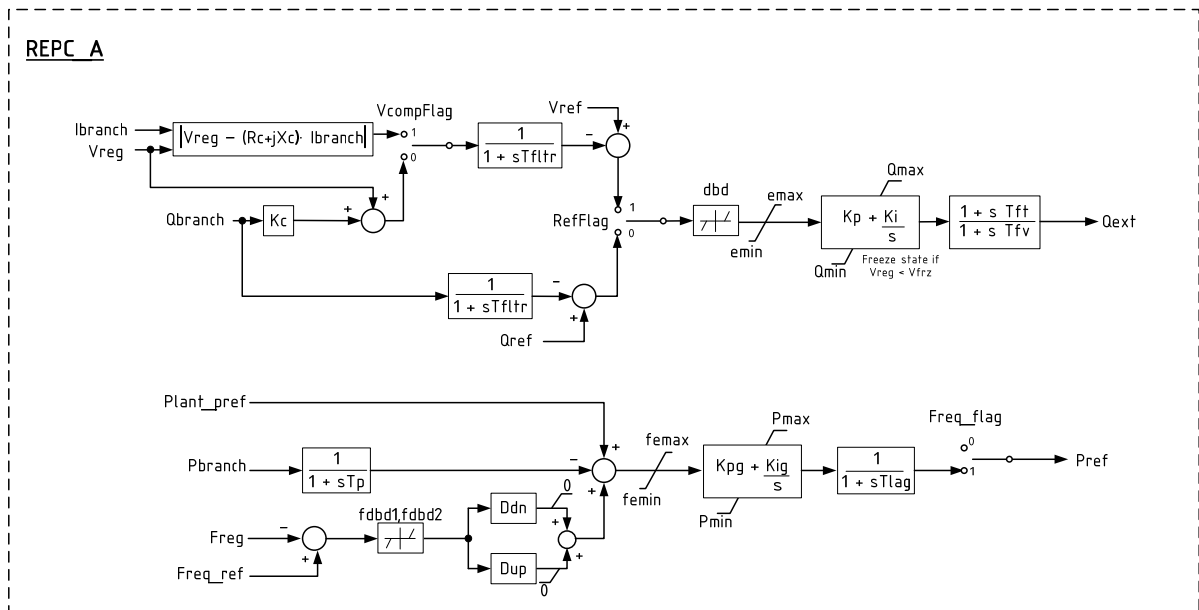 REPC_A
VcompFlag
Vref
Ibranch
|Vreg - (Rc+jXc)· Ibranch|
1
1
+
Vreg
0
1 + sTfltr
-
Qbranch
Kc
+
+
RefFlag
1
0
dbd
emax
emin
Qmax
Kp + Ki
s
Qmin
Freeze state if
Vreg < Vfrz
1 + s Tft
1 + s Tfv
Qext
1
1 + sTfltr
-
+
Qref
Plant_pref
+
Pbranch
1
1 + sTp
-
+
femax
femin
Pmax
Kpg + Kig
s
Pmin
1
1 + sTlag
Freq_flag
0
1
Pref
fdbd1,fdbd2
Ddn
0
+
Freg
-
+
Freq_ref
Dup
0
+